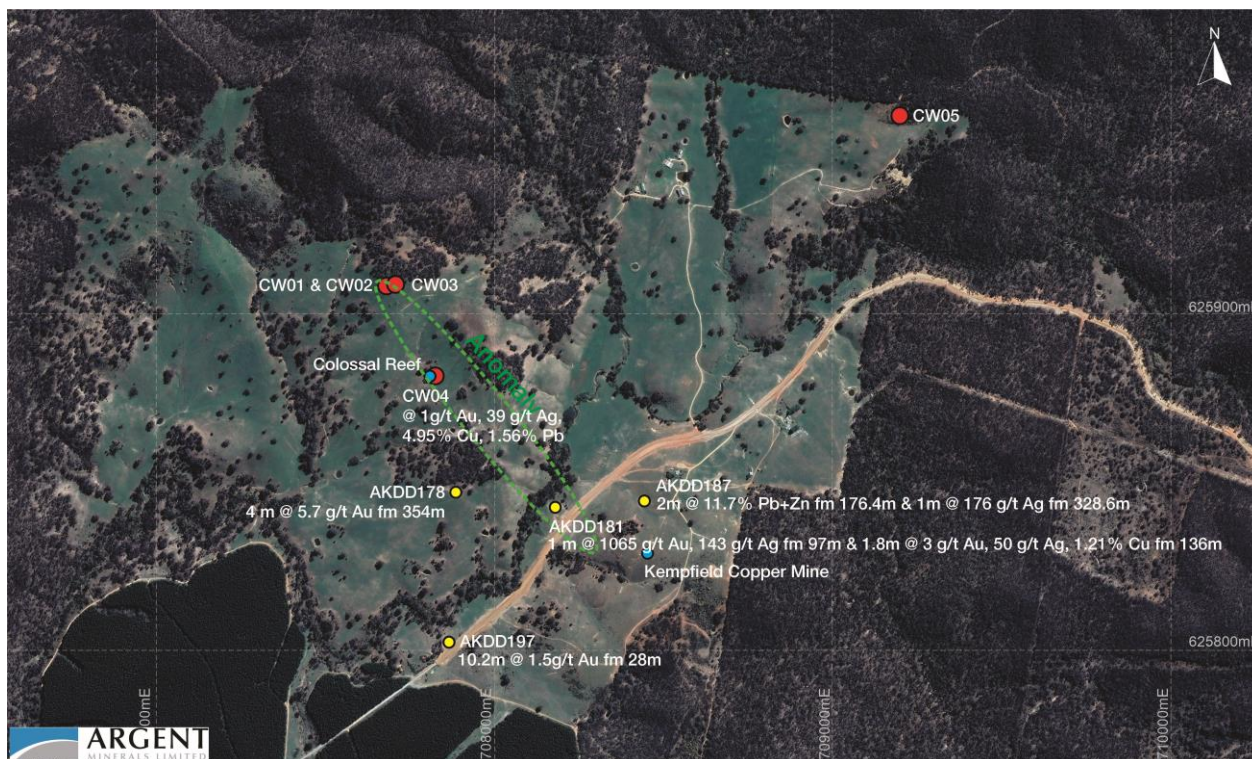 N
CW05
CW01 & CW02
CW03
625900mN
Anomaly
Colossal Reef
CW04
@ 1g/t Au, 39 g/t Ag,
4.95% Cu, 1.56% Pb
AKDD178
4 m @ 5.7 g/t Au fm 354m
AKDD187
2m @ 11.7% Pb+Zn fm 176.4m & 1m @ 176 g/t Ag fm 328.6m
AKDD181
1 m @ 1065 g/t Au, 143 g/t Ag fm 97m & 1.8m @ 3 g/t Au, 50 g/t Ag, 1.21% Cu fm 136m
Kempfield Copper Mine
AKDD197
10.2m @ 1.5g/t Au fm 28m
708000mE
709000mE
710000mE
ARGENT
MINERALS LIMITED